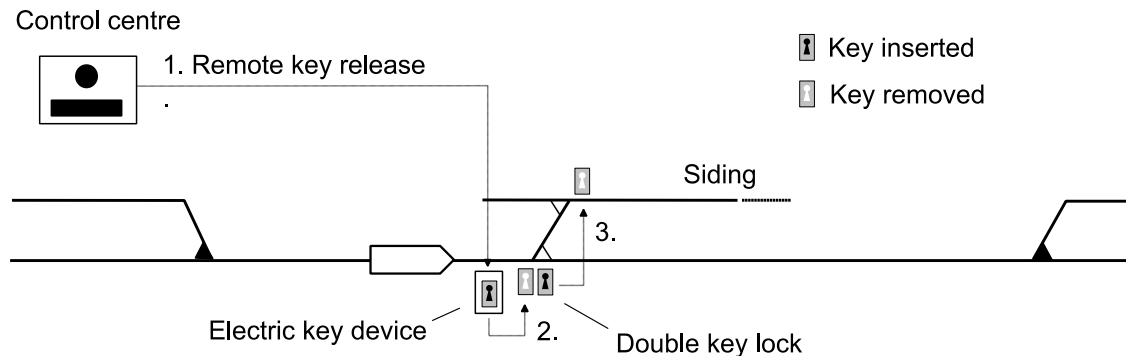 Control centre
1. Remote key release
.
Key inserted
Key removed
Siding
3.
Electric key device
2.
Double key lock